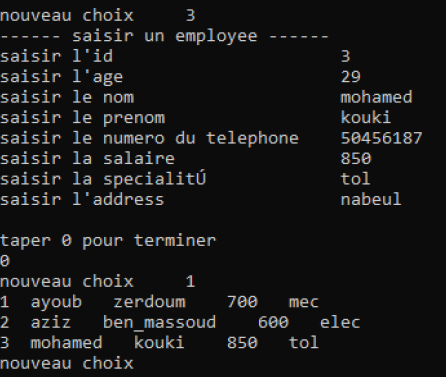 nouveau choix     3
------ saisir un employee ------
saisir l'id                    3
saisir l'age                   29
saisir le nom                  mohamed
saisir le prenom               kouki
saisir le numero du telephone  50456187
saisir la salaire              850
saisir la specialitÚ           tol
saisir l'address               nabeul
taper 0 pour terminer
0
nouveau choix     1
1  ayoub   zerdoum    700   mec
2  aziz   ben_massoud    600   elec
3  mohamed   kouki    850   tol
nouveau choix